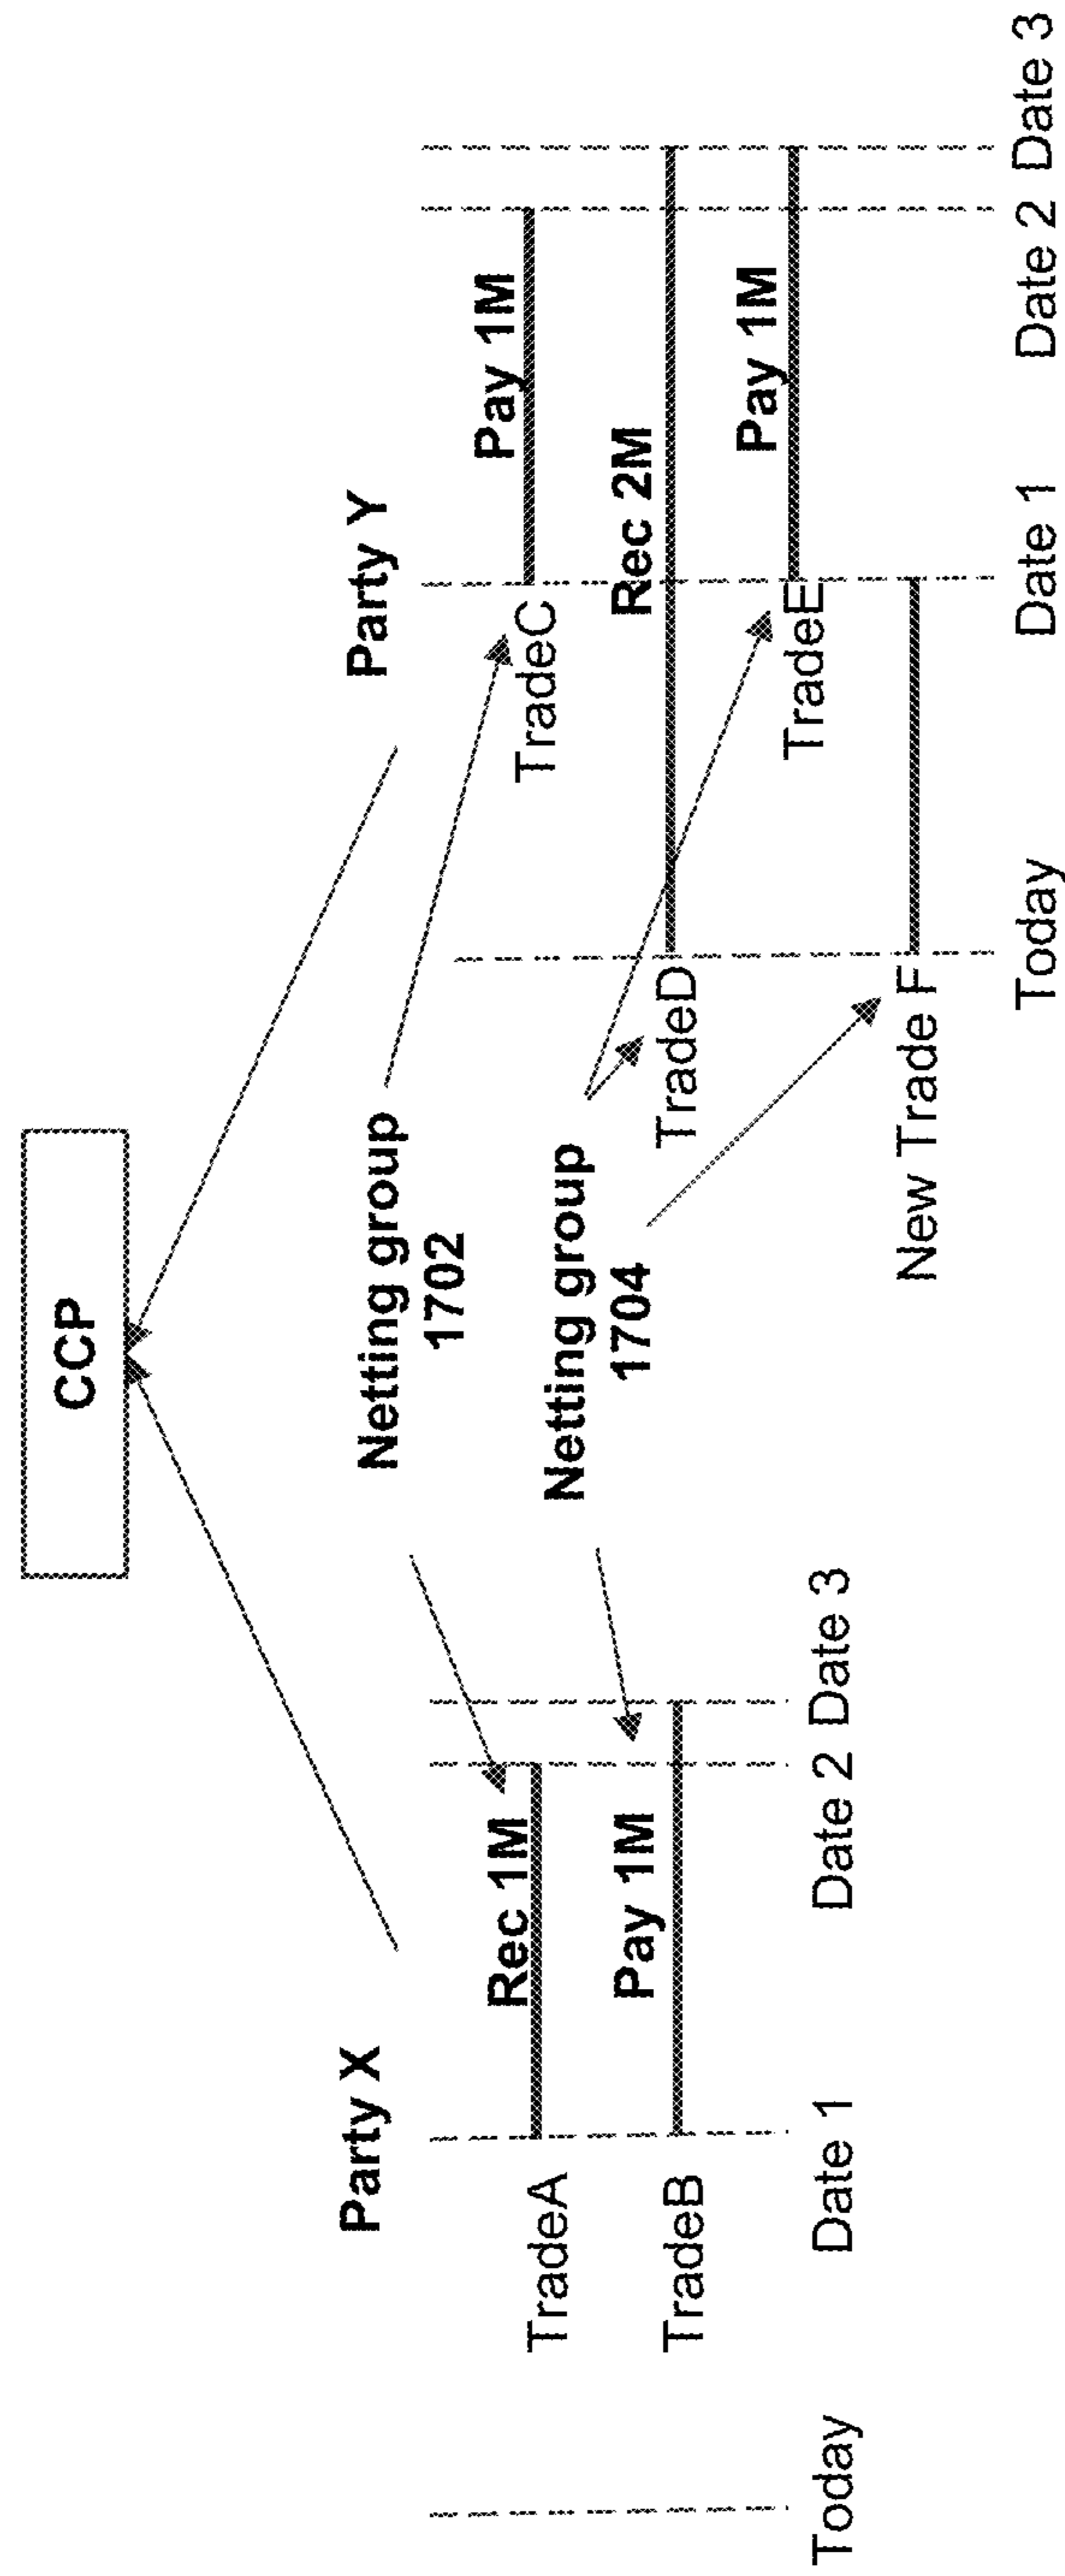 CCP
Party X
Party Y
Netting group
1702
Rec 1M
Pay 1M
TradeA
TradeC
Netting group
1704
Pay 1M
Rec 2M
TradeB
TradeD
Pay 1M
TradeE
Today
Date 1
Date 2
Date 3
New Trade F
Today
Date 1
Date 2
Date 3